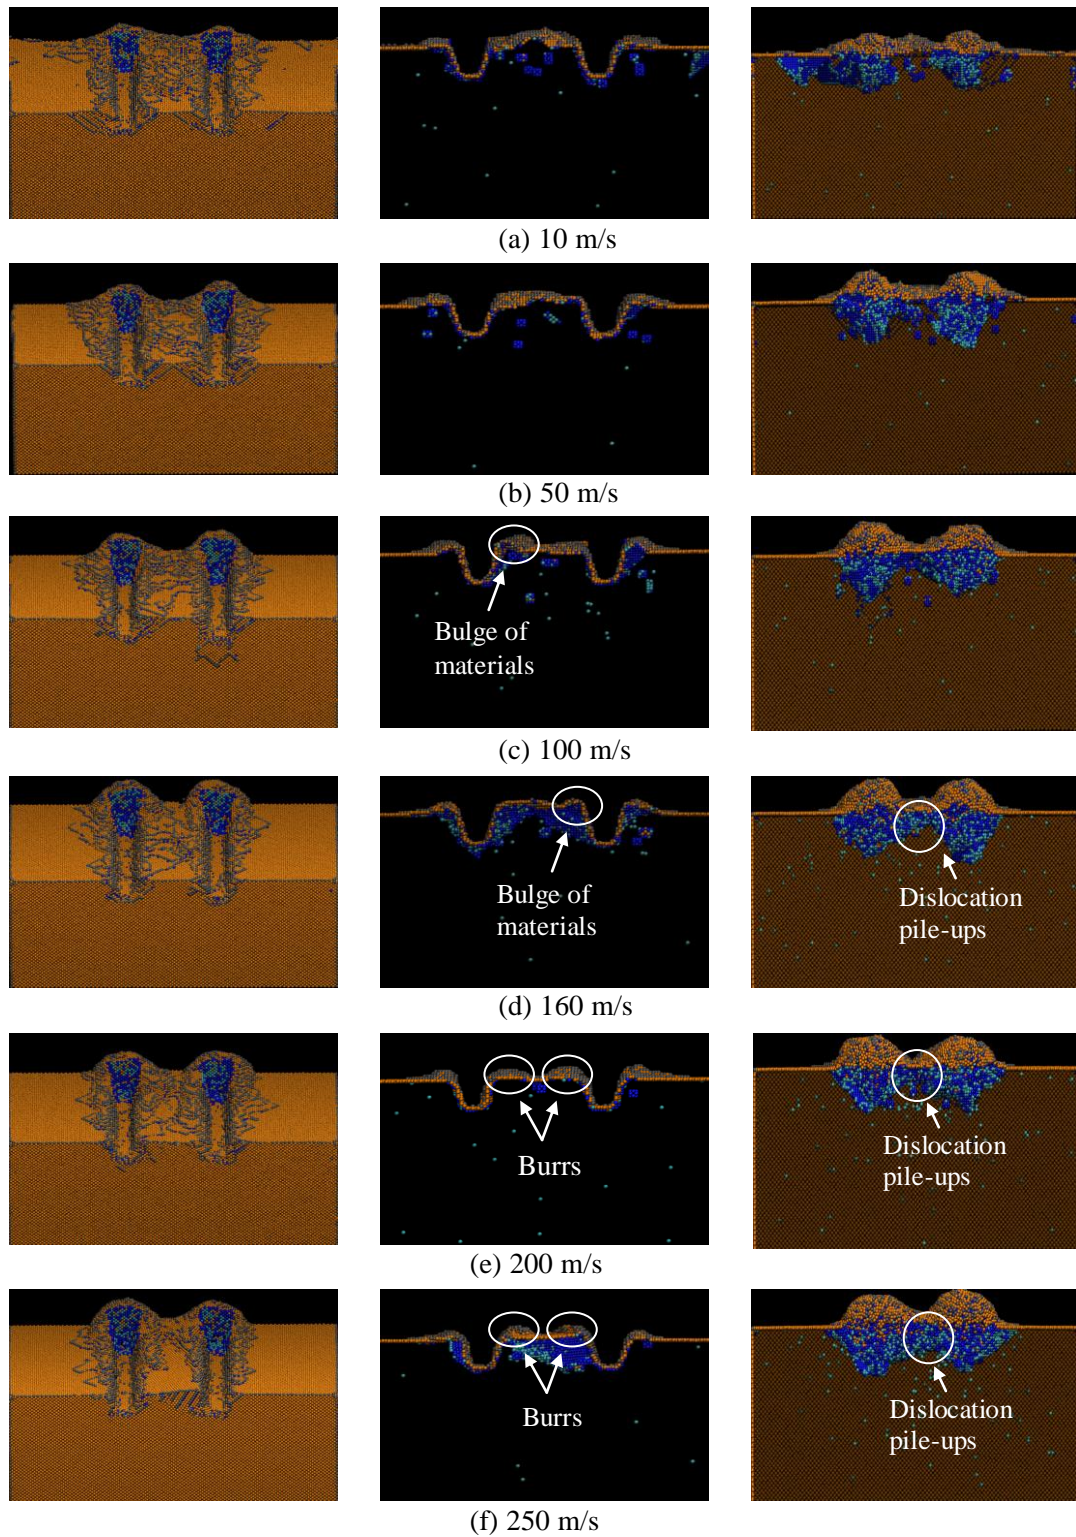 (a) 10 m/s
(b) 50 m/s
Bulge of
materials
(c) 100 m/s
Bulge of
materials
Dislocation
pile-ups
(d) 160 m/s
Burrs
Dislocation
pile-ups
(e) 200 m/s
Burrs
Dislocation
pile-ups
(f) 250 m/s